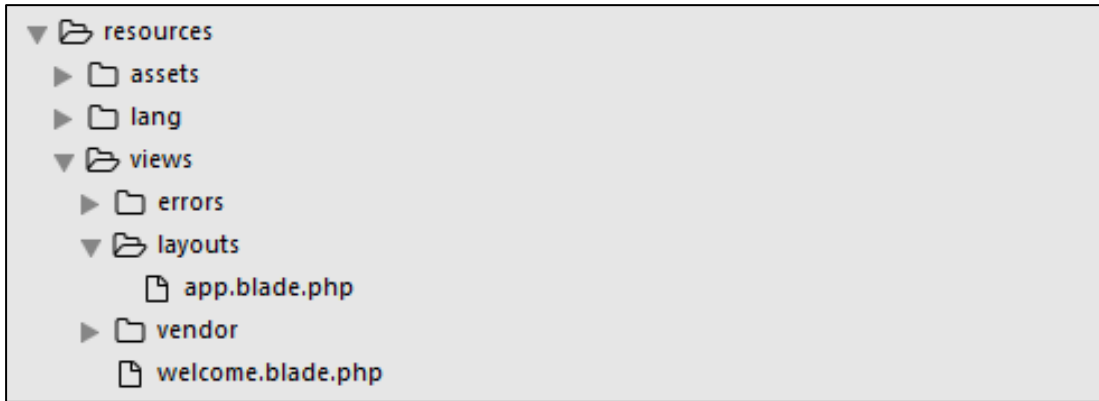 resources
assets
lang
views
errors
layouts
app.blade.php
vendor
welcome.blade.php